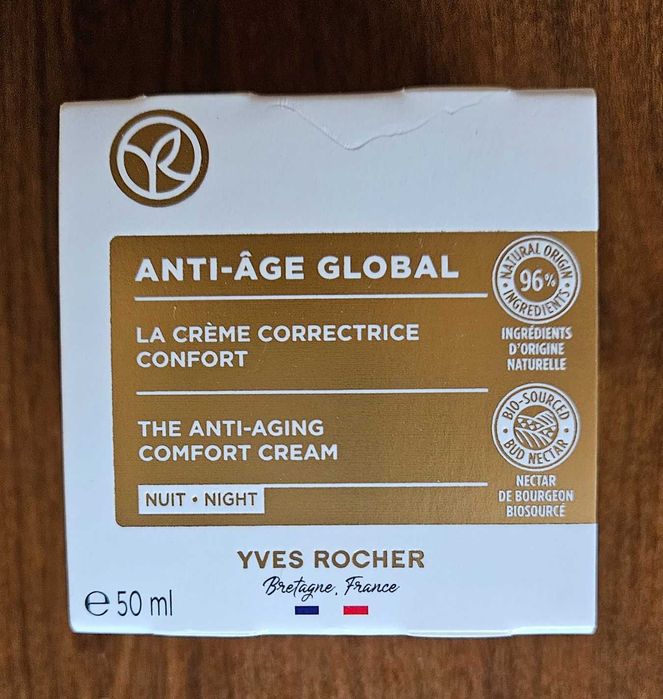 YR
ANTI-ÂGE GLOBAL
LA CRÈME CORRECTRICE
CONFORT
THE ANTI-AGING
COMFORT CREAM
NUIT • NIGHT
NATURAL ORIGIN
96%
• INGREDIENTS •
INGRÉDIENTS
D'ORIGINE
NATURELLE
BIO-SOURCED
• BUD NECTAR •
NECTAR
DE BOURGEON
BIOSOURCÉ
YVES ROCHER
Bretagne, France
℮ 50 ml